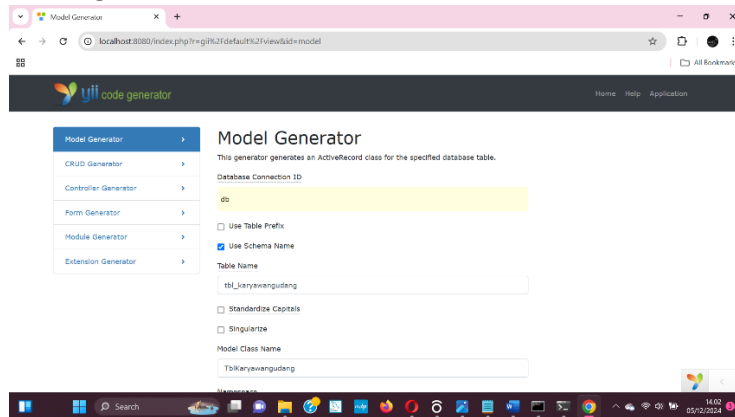 Model Generator
localhost:8080/index.php?r=gii%2Fdefault%2Fview&id=model
All Bookmarks
yii code generator
Home Help Application
Model Generator
CRUD Generator
Controller Generator
Form Generator
Module Generator
Extension Generator
Model Generator
This generator generates an ActiveRecord class for the specified database table.
Database Connection ID
db
Use Table Prefix
Use Schema Name
Table Name
tbl_karyawangudang
Standardize Capitals
Singularize
Model Class Name
TblKaryawangudang
Namespace
Search
14.02
05/12/2024